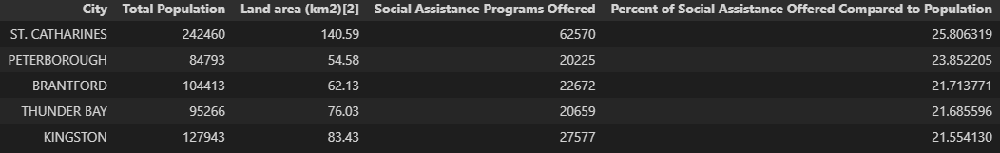 City Total Population Land area (km2)[2] Social Assistance Programs Offered Percent of Social Assistance Offered Compared to Population
ST. CATHARINES 242460 140.59 62570 25.806319
PETERBOROUGH 84793 54.58 20225 23.852205
BRANTFORD 104413 62.13 22672 21.713771
THUNDER BAY 95266 76.03 20659 21.685596
KINGSTON 127943 83.43 27577 21.554130